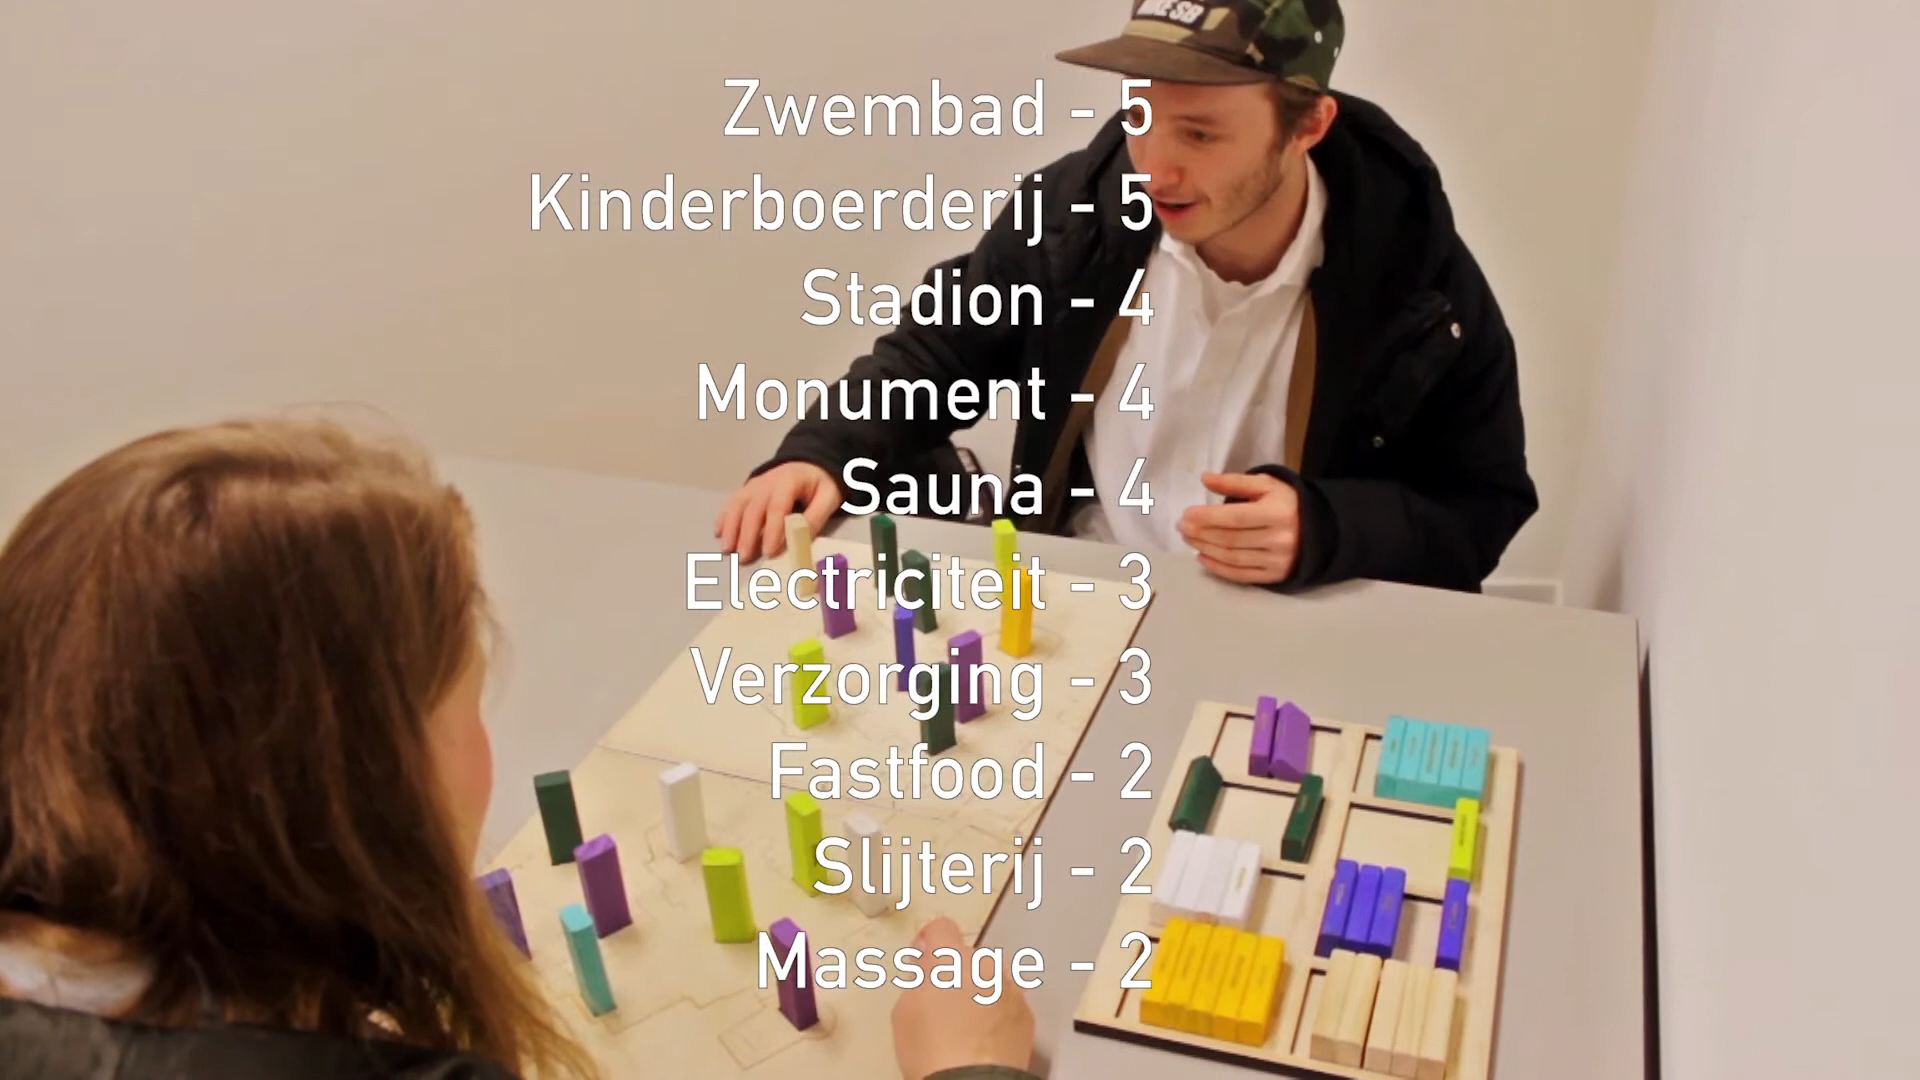 Zwembad - 5
Kinderboerderij - 5
Stadion - 4
Monument - 4
Sauna - 4
Electriciteit - 3
Verzorging - 3
Fastfood - 2
Slijterij - 2
Massage - 2